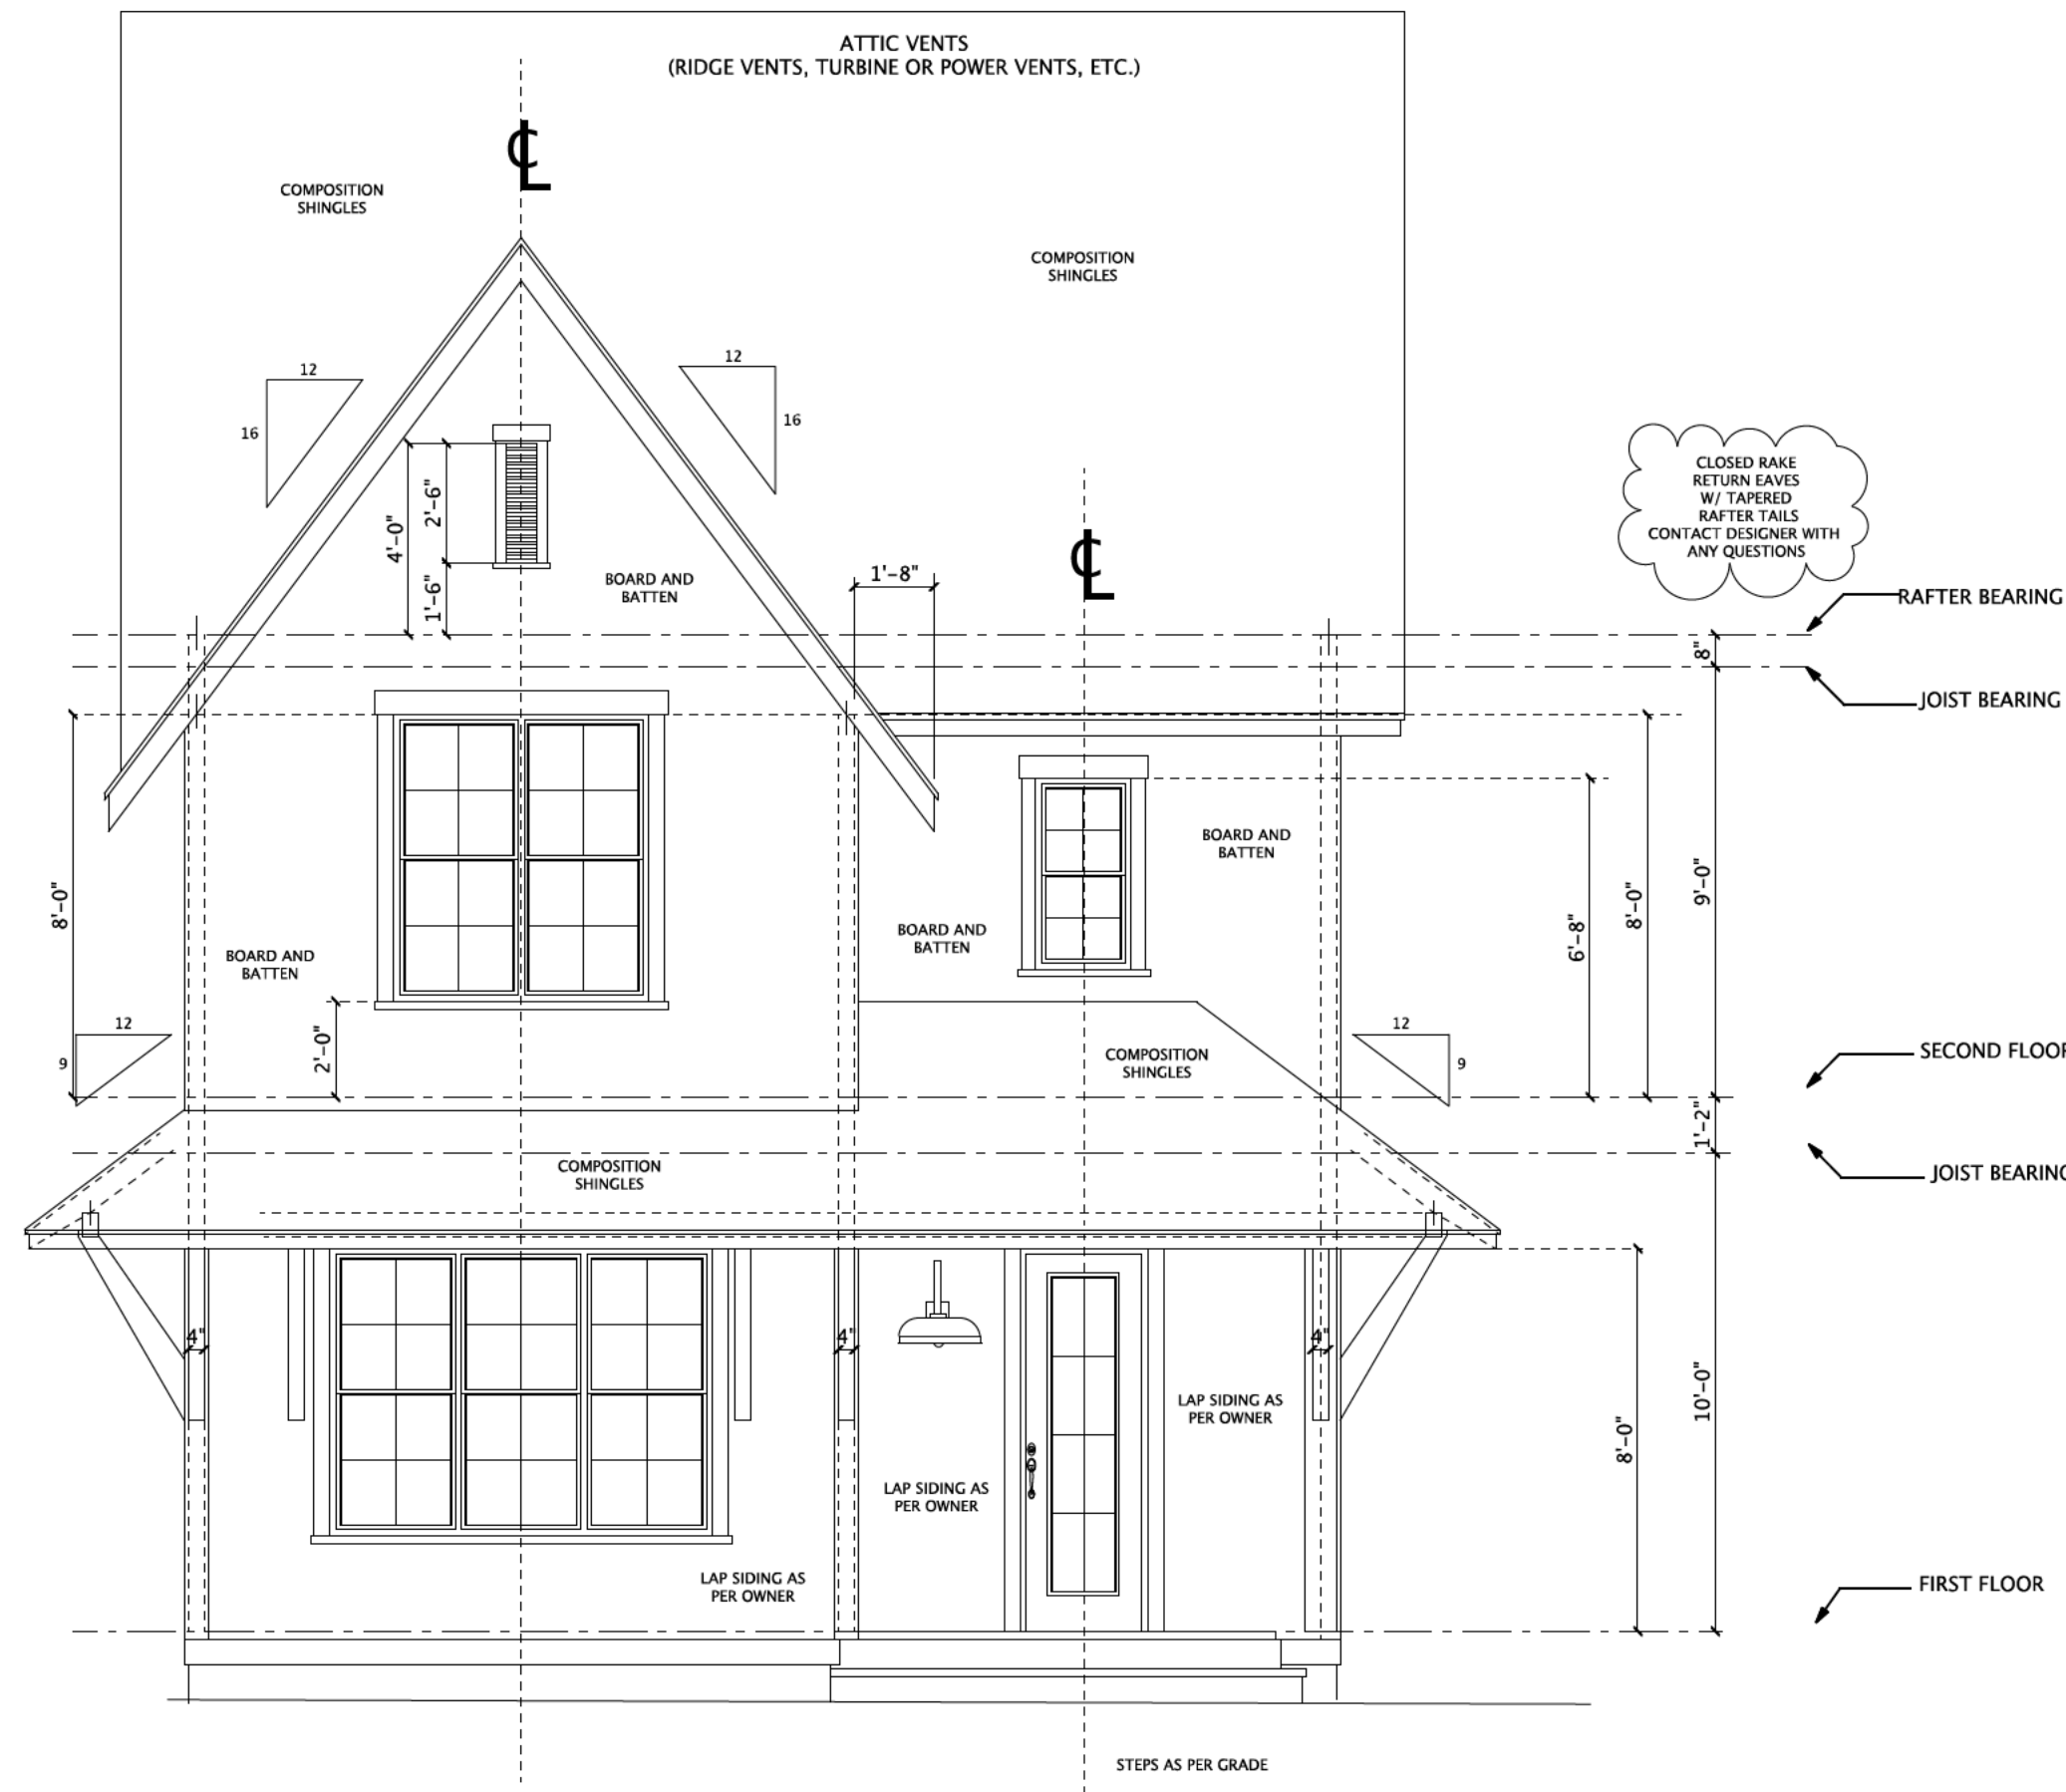 ATTIC VENTS
(RIDGE VENTS, TURBINE OR POWER VENTS, ETC.)
℄
COMPOSITION
SHINGLES
COMPOSITION
SHINGLES
12
16
12
16
4'-0"
2'-6"
1'-6"
BOARD AND
BATTEN
1'-8"
℄
CLOSED RAKE
RETURN EAVES
W/ TAPERED
RAFTER TAILS
CONTACT DESIGNER WITH
ANY QUESTIONS
RAFTER BEARING
8"
JOIST BEARING
8'-0"
BOARD AND
BATTEN
BOARD AND
BATTEN
BOARD AND
BATTEN
6'-8"
8'-0"
9'-0"
12
9
2'-0"
COMPOSITION
SHINGLES
12
9
SECOND FLOOR
1'-2"
COMPOSITION
SHINGLES
JOIST BEARING
4"
4"
4"
LAP SIDING AS
PER OWNER
LAP SIDING AS
PER OWNER
8'-0"
10'-0"
LAP SIDING AS
PER OWNER
FIRST FLOOR
STEPS AS PER GRADE